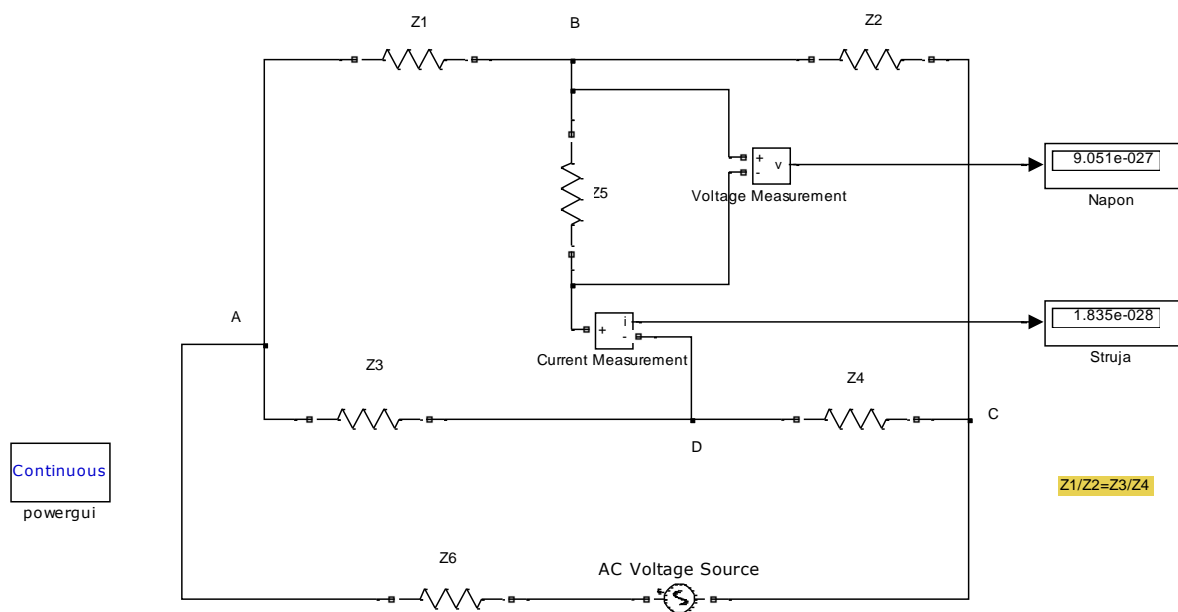 Z1
B
Z2
9.051e-027
+
v
-
Z5
Voltage Measurement
Napon
A
i
+
-
1.835e-028
Current Measurement
Struja
Z3
Z4
C
D
Continuous
Z1/Z2=Z3/Z4
powergui
Z6
AC Voltage Source